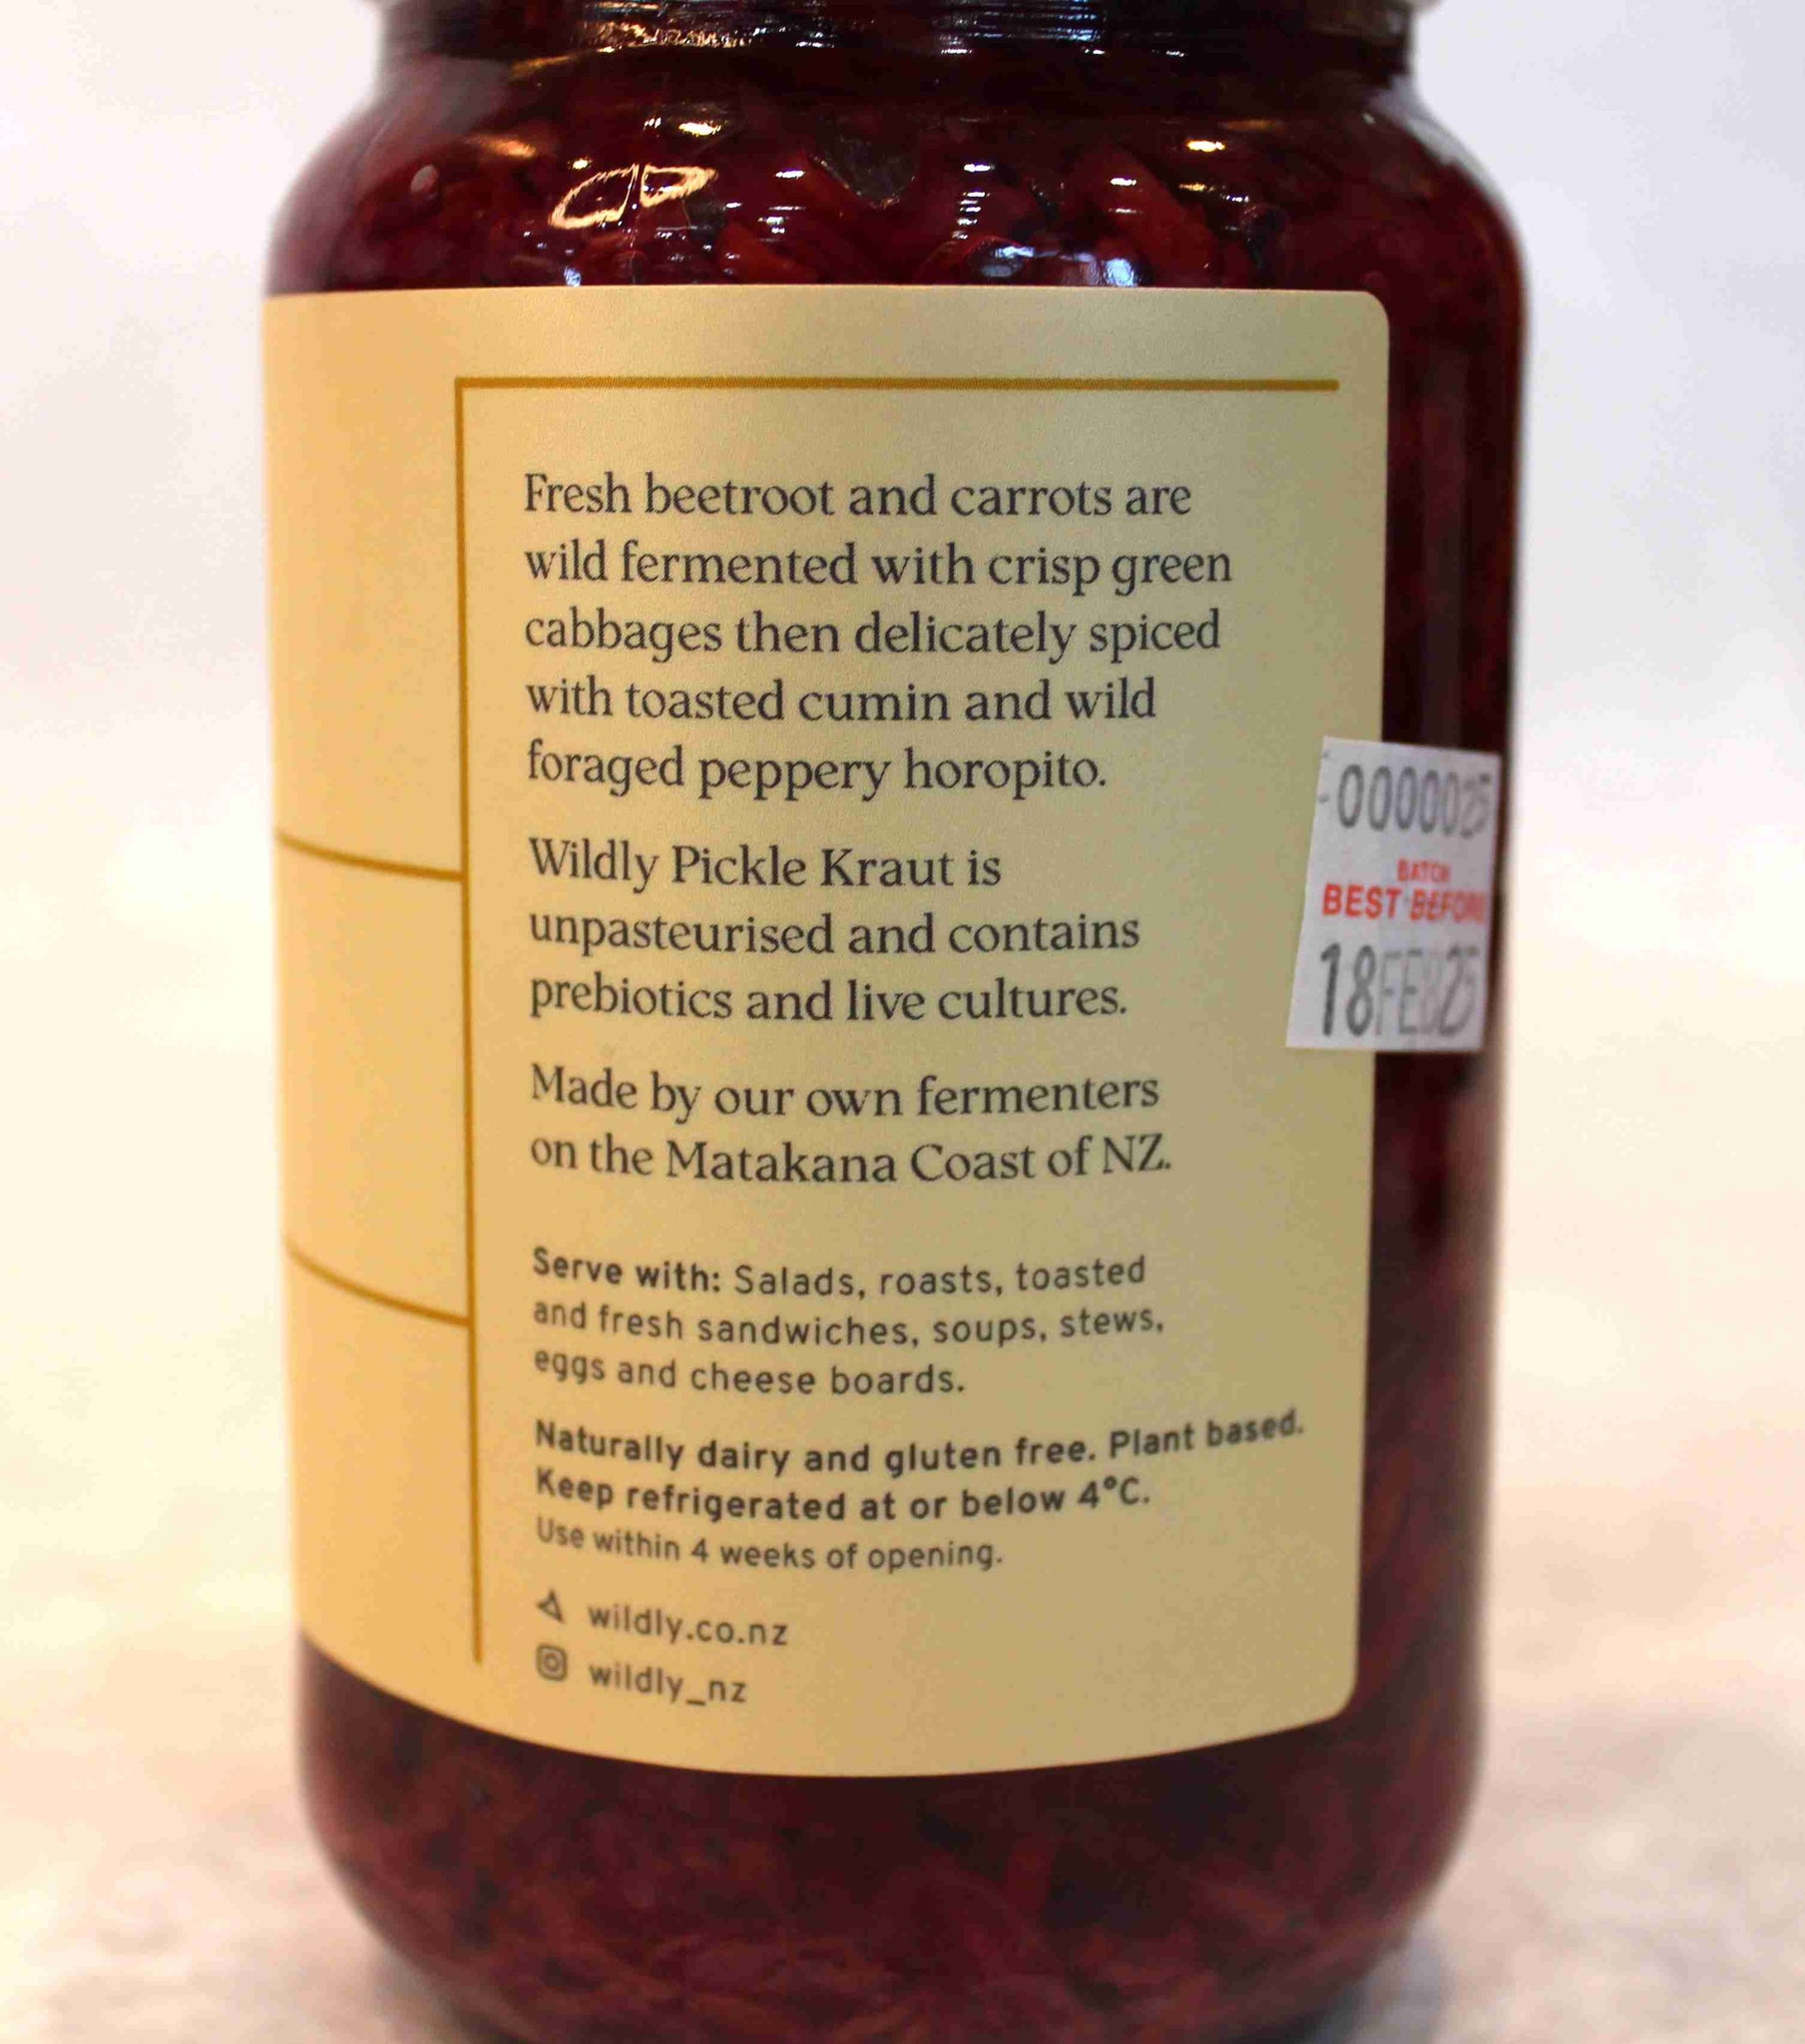 Fresh beetroot and carrots are
wild fermented with crisp green
cabbages then delicately spiced
with toasted cumin and wild
foraged peppery horopito.
Wildly Pickle Kraut is
unpasteurised and contains
prebiotics and live cultures.
Made by our own fermenters
on the Matakana Coast of NZ.
Serve with: Salads, roasts, toasted
and fresh sandwiches, soups, stews,
eggs and cheese boards.
Naturally dairy and gluten free. Plant based.
Keep refrigerated at or below 4°C.
Use within 4 weeks of opening.
wildly.co.nz
wildly_nz
0000025
BATCH
BEST BEFORE
18FEB25